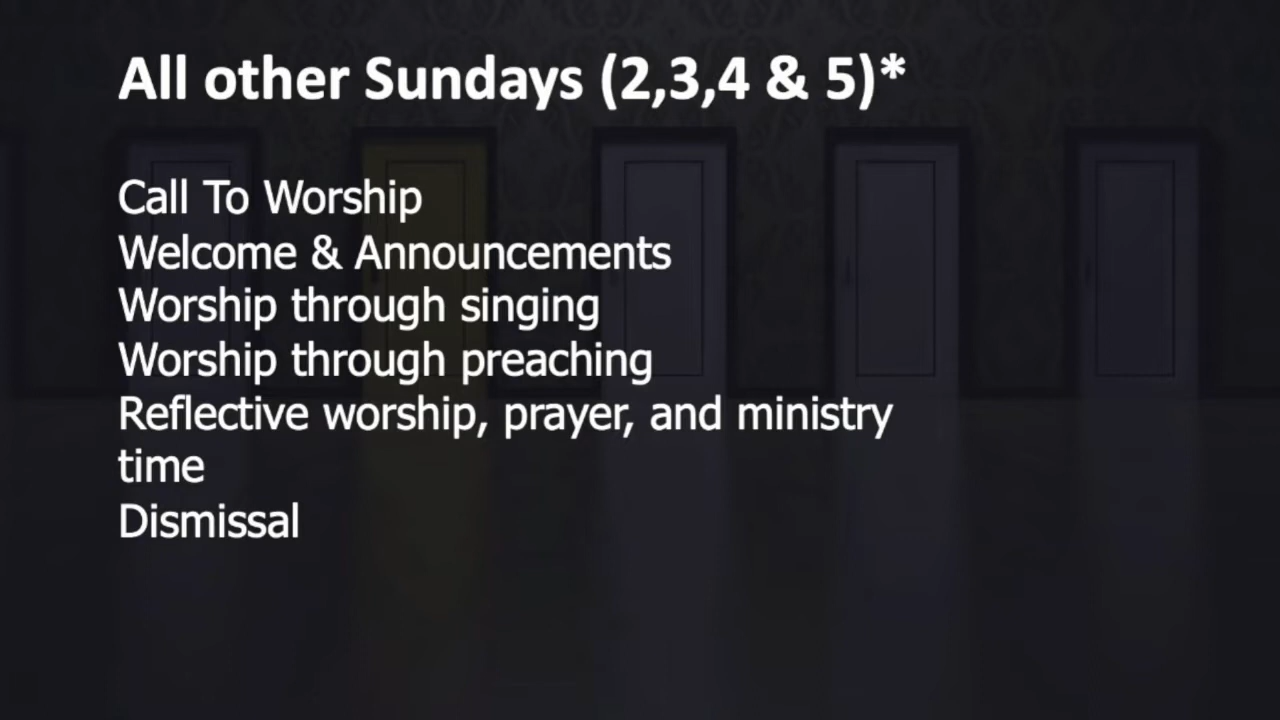 All other Sundays (2,3,4 & 5)*
Call To Worship
Welcome & Announcements
Worship through singing
Worship through preaching
Reflective worship, prayer, and ministry
time
Dismissal